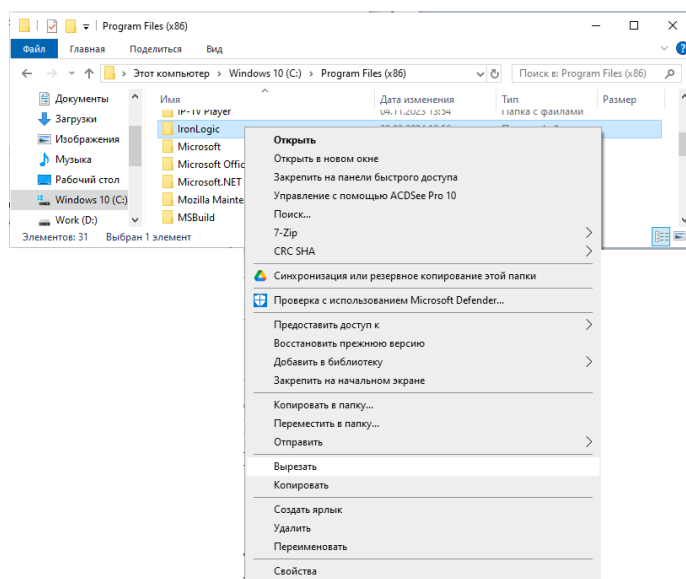 Program Files (x86)
Файл Главная Поделиться Вид
Этот компьютер > Windows 10 (C:) > Program Files (x86)
Поиск в: Program Files (x86)
Документы
Загрузки
Изображения
Музыка
Рабочий стол
Windows 10 (C:)
Work (D:)
Имя Дата изменения Тип Размер
IP-TV Player 04.11.2023 13:54 Папка с файлами
IronLogic
Microsoft
Microsoft Offic
Microsoft.NET
Mozilla Mainte
MSBuild
Элементов: 31 Выбран 1 элемент
Открыть
Открыть в новом окне
Закрепить на панели быстрого доступа
Управление с помощью ACDSee Pro 10
Поиск...
7-Zip
CRC SHA
Синхронизация или резервное копирование этой папки
Проверка с использованием Microsoft Defender...
Предоставить доступ к
Восстановить прежнюю версию
Добавить в библиотеку
Закрепить на начальном экране
Копировать в папку...
Переместить в папку...
Отправить
Вырезать
Копировать
Создать ярлык
Удалить
Переименовать
Свойства